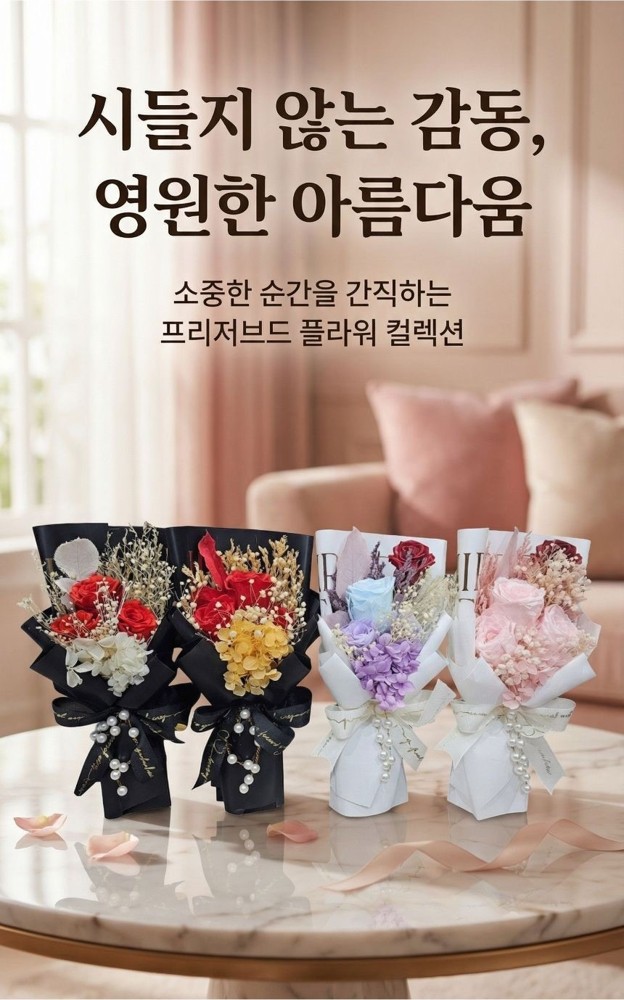 시들지 않는 감동,
영원한 아름다움
소중한 순간을 간직하는
프리저브드 플라워 컬렉션